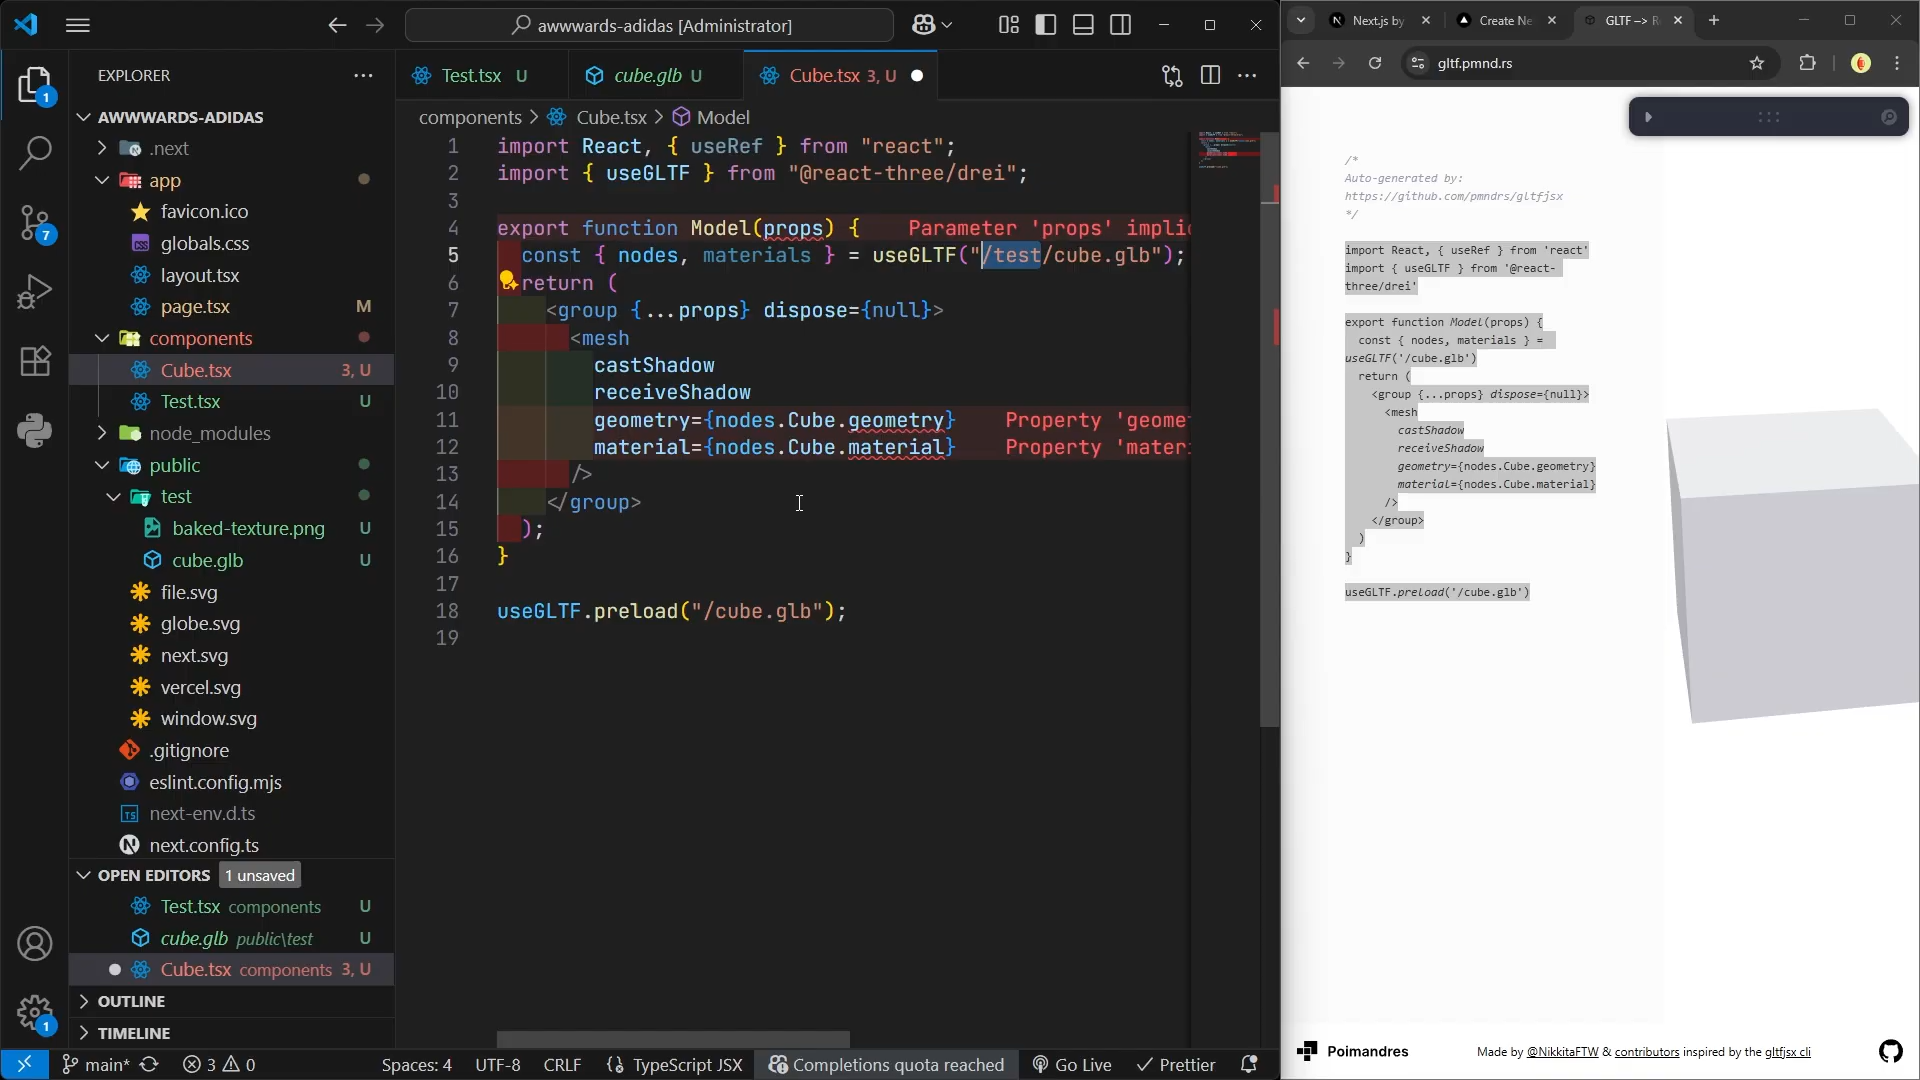 awwwards-adidas [Administrator]
EXPLORER
AWWWARDS-ADIDAS
.next
app
favicon.ico
globals.css
layout.tsx
page.tsx M
components
Cube.tsx 3, U
Test.tsx U
node_modules
public
test
baked-texture.png U
cube.glb U
file.svg
globe.svg
next.svg
vercel.svg
window.svg
.gitignore
eslint.config.mjs
next-env.d.ts
next.config.ts
OPEN EDITORS 1 unsaved
Test.tsx components U
cube.glb public\test U
Cube.tsx components 3, U
OUTLINE
TIMELINE
1
7
1
Test.tsx U
cube.glb U
Cube.tsx 3, U
components > Cube.tsx > Model
1 import React, { useRef } from "react";
2 import { useGLTF } from "@react-three/drei";
3
4 export function Model(props) { Parameter 'props' implic
5 const { nodes, materials } = useGLTF("/test/cube.glb");
6 return (
7 <group {...props} dispose={null}>
8 <mesh
9 castShadow
10 receiveShadow
11 geometry={nodes.Cube.geometry} Property 'geome
12 material={nodes.Cube.material} Property 'mater
13 />
14 </group>
15 );
16 }
17
18 useGLTF.preload("/cube.glb");
19
main* 3 0 Spaces: 4 UTF-8 CRLF {} TypeScript JSX Completions quota reached Go Live Prettier
Next.js by
Create Ne
GLTF –> R
gltf.pmnd.rs
/*
Auto-generated by:
https://github.com/pmndrs/gltfjsx
*/
import React, { useRef } from 'react'
import { useGLTF } from '@react-
three/drei'
export function Model(props) {
const { nodes, materials } =
useGLTF('/cube.glb')
return (
<group {...props} dispose={null}>
<mesh
castShadow
receiveShadow
geometry={nodes.Cube.geometry}
material={nodes.Cube.material}
/>
</group>
)
}
useGLTF.preload('/cube.glb')
Poimandres
Made by @NikkitaFTW & contributors inspired by the gltfjsx cli